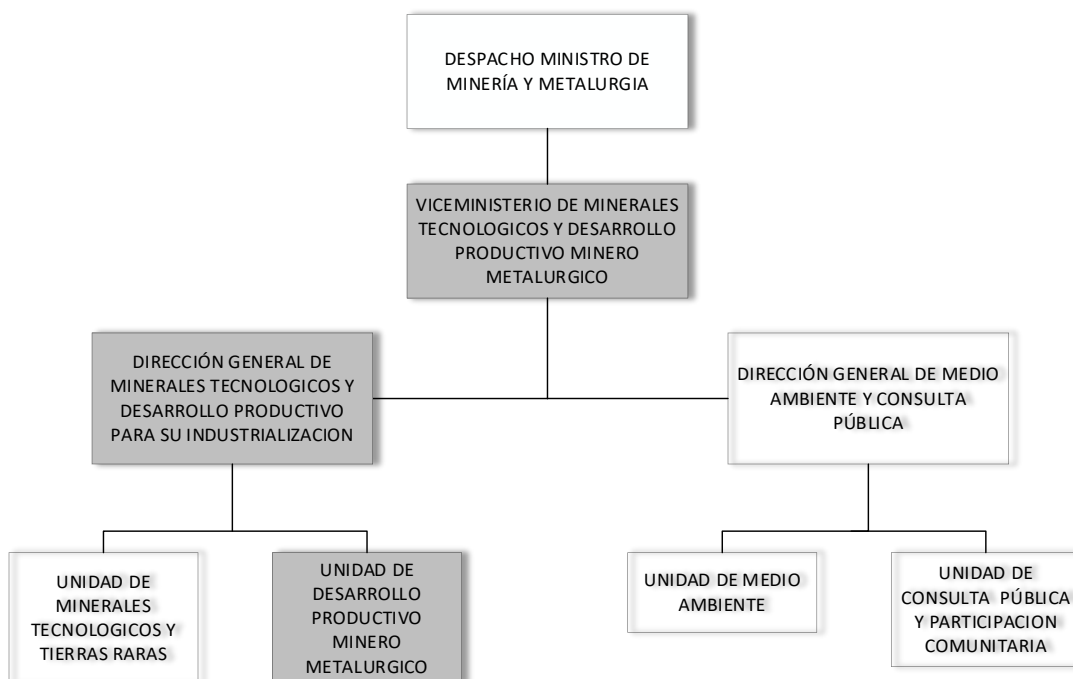 DESPACHO MINISTRO DE
MINERÍA Y METALURGIA
VICEMINISTERIO DE MINERALES
TECNOLOGICOS Y DESARROLLO
PRODUCTIVO MINERO
METALURGICO
DIRECCIÓN GENERAL DE
MINERALES TECNOLOGICOS Y
DESARROLLO PRODUCTIVO
PARA SU INDUSTRIALIZACION
DIRECCIÓN GENERAL DE MEDIO
AMBIENTE Y CONSULTA
PÚBLICA
UNIDAD DE
MINERALES
TECNOLOGICOS Y
TIERRAS RARAS
UNIDAD DE
DESARROLLO
PRODUCTIVO
MINERO
METALURGICO
UNIDAD DE MEDIO
AMBIENTE
UNIDAD DE
CONSULTA PÚBLICA
Y PARTICIPACION
COMUNITARIA